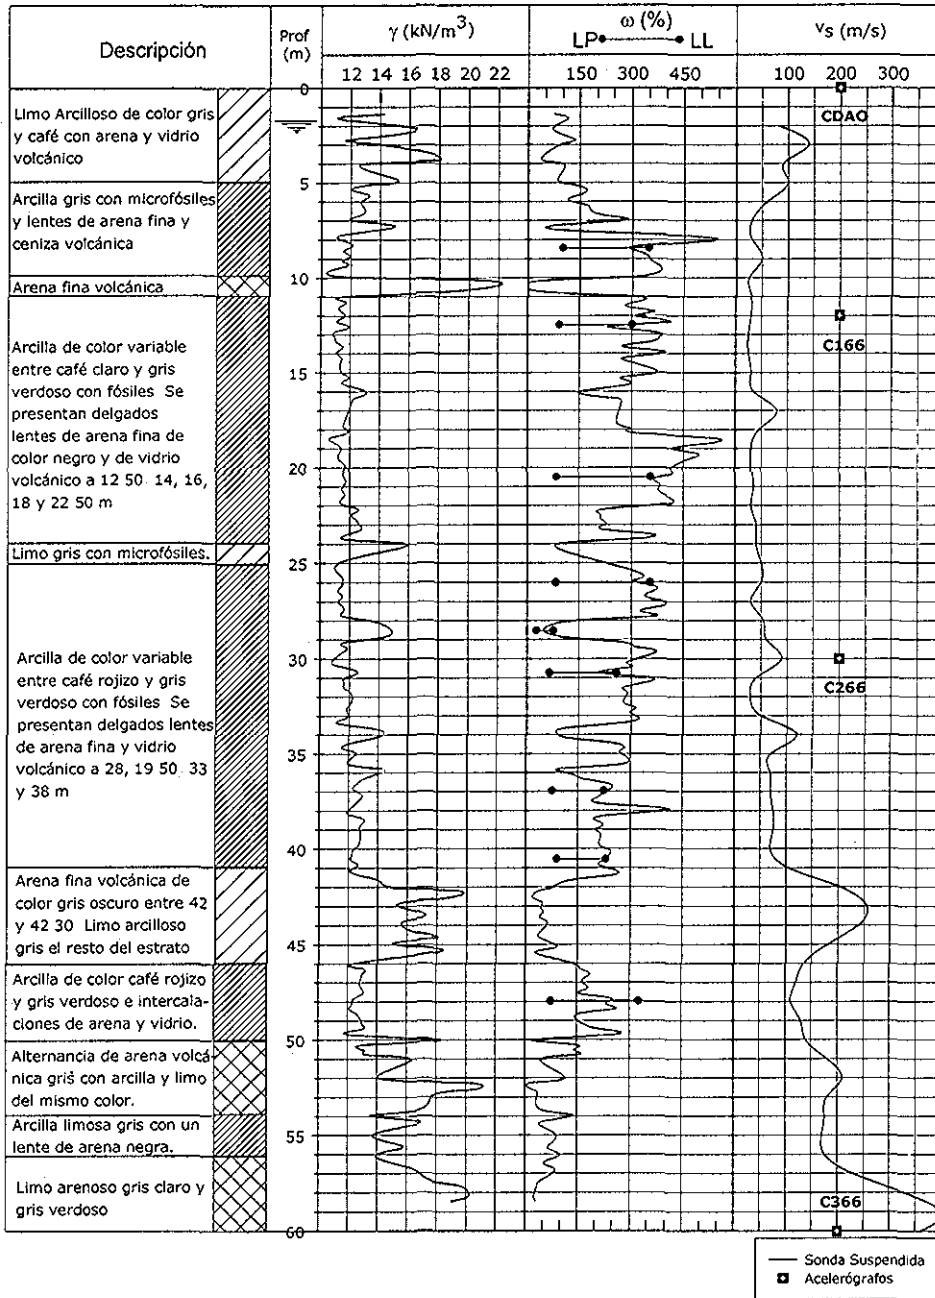 Descripción
Prof
(m)
γ (kN/m³)
ω (%)
LP LL
vs (m/s)
12 14 16 18 20 22
150 300 450
100 200 300
0
5
10
15
20
25
30
35
40
45
50
55
60
Limo Arcilloso de color gris
y café con arena y vidrio
volcánico
Arcilla gris con microfósiles
y lentes de arena fina y
ceniza volcánica
Arena fina volcánica
Arcilla de color variable
entre café claro y gris
verdoso con fósiles Se
presentan delgados
lentes de arena fina de
color negro y de vidrio
volcánico a 12 50 14, 16,
18 y 22 50 m
Limo gris con microfósiles.
Arcilla de color variable
entre café rojizo y gris
verdoso con fósiles Se
presentan delgados lentes
de arena fina y vidrio
volcánico a 28, 19 50 33
y 38 m
Arena fina volcánica de
color gris oscuro entre 42
y 42 30 Limo arcilloso
gris el resto del estrato
Arcilla de color café rojizo
y gris verdoso e intercala-
ciones de arena y vidrio.
Alternancia de arena volcá-
nica gris con arcilla y limo
del mismo color.
Arcilla limosa gris con un
lente de arena negra.
Limo arenoso gris claro y
gris verdoso
CDAO
C166
C266
C366
Sonda Suspendida
Acelerógrafos